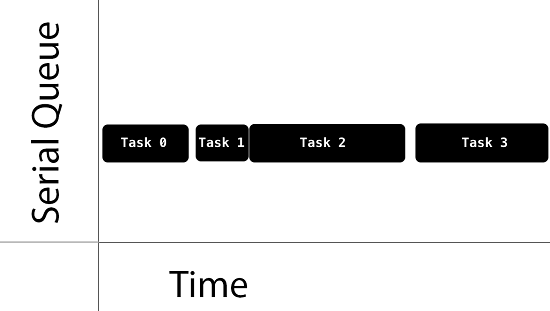 Serial Queue
Task 0
Task 1
Task 2
Task 3
Time